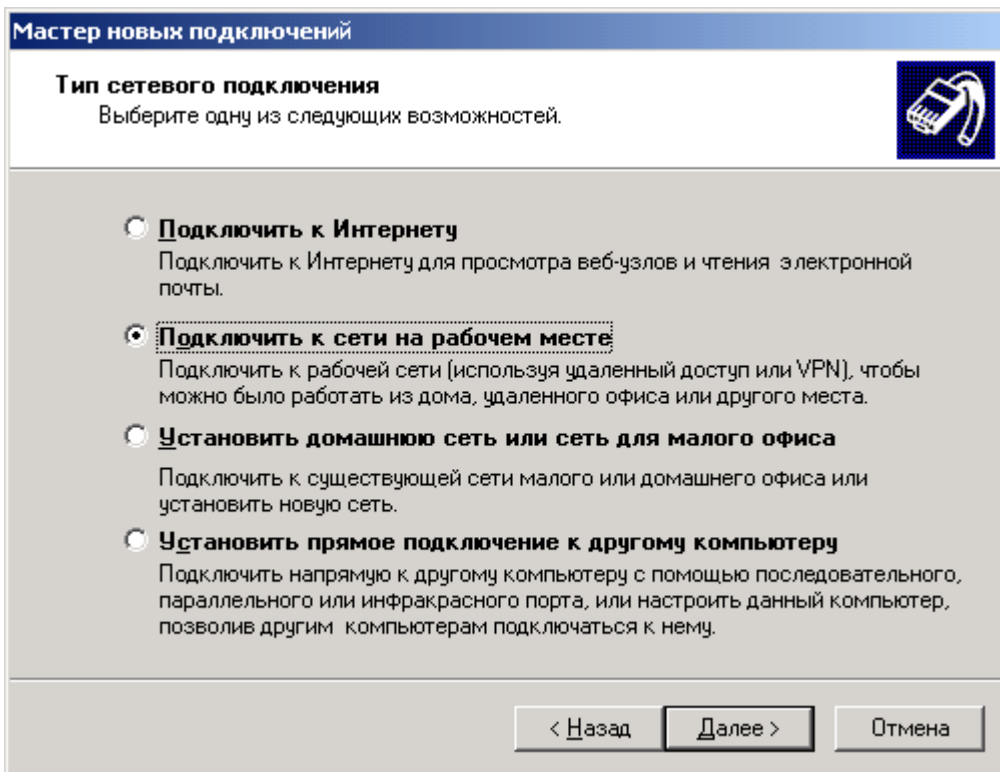 Мастер новых подключений
Тип сетевого подключения
Выберите одну из следующих возможностей.
Подключить к Интернету
Подключить к Интернету для просмотра веб-узлов и чтения электронной
почты.
Подключить к сети на рабочем месте
Подключить к рабочей сети (используя удаленный доступ или VPN), чтобы
можно было работать из дома, удаленного офиса или другого места.
Установить домашнюю сеть или сеть для малого офиса
Подключить к существующей сети малого или домашнего офиса или
установить новую сеть.
Установить прямое подключение к другому компьютеру
Подключить напрямую к другому компьютеру с помощью последовательного,
параллельного или инфракрасного порта, или настроить данный компьютер,
позволив другим компьютерам подключаться к нему.
< Назад Далее > Отмена